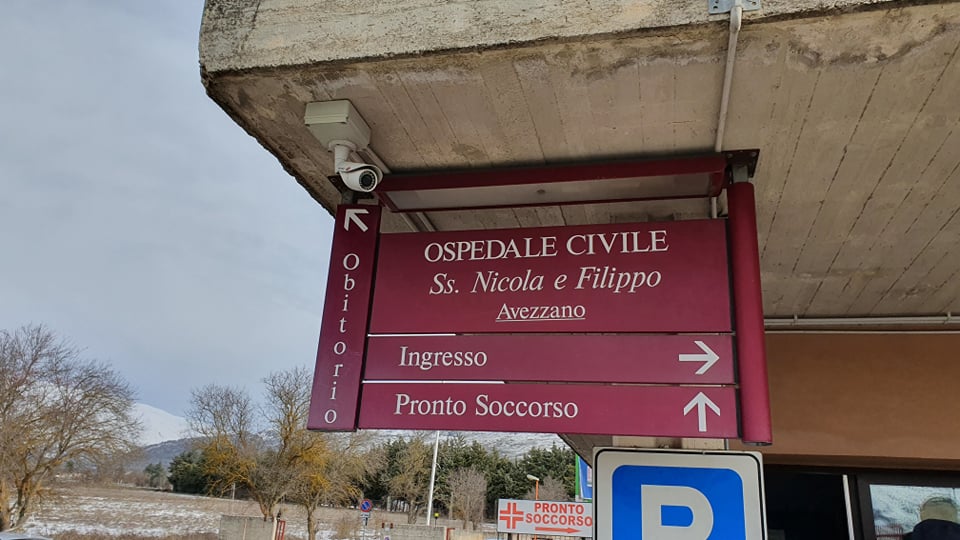 OSPEDALE CIVILE
Ss. Nicola e Filippo
Avezzano
Obitorio
Ingresso
Pronto Soccorso
P
PRONTO
SOCCORSO